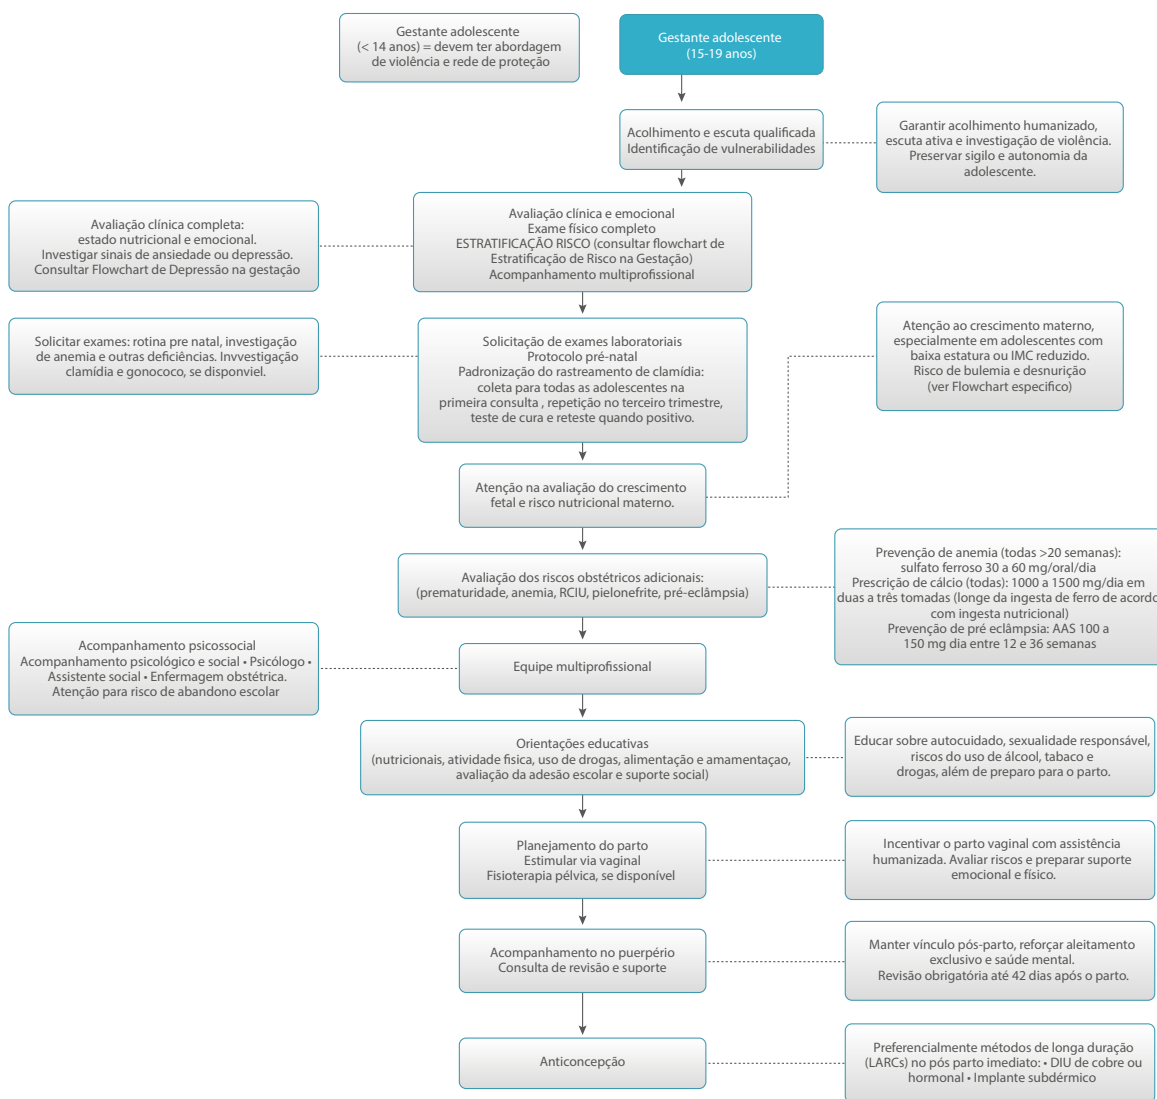 Gestante adolescente
(< 14 anos) = devem ter abordagem
de violência e rede de proteção
Gestante adolescente
(15-19 anos)
Acolhimento e escuta qualificada
Identificação de vulnerabilidades
Garantir acolhimento humanizado,
escuta ativa e investigação de violência.
Preservar sigilo e autonomia da
adolescente.
Avaliação clínica completa:
estado nutricional e emocional.
Investigar sinais de ansiedade ou depressão.
Consultar Flowchart de Depressão na gestação
Avaliação clínica e emocional
Exame físico completo
ESTRATIFICAÇÃO RISCO (consultar flowchart de
Estratificação de Risco na Gestação)
Acompanhamento multiprofissional
Solicitar exames: rotina pre natal, investigação
de anemia e outras deficiências. Invvestigação
clamídia e gonococo, se disponviel.
Solicitação de exames laboratoriais
Protocolo pré-natal
Padronização do rastreamento de clamídia:
coleta para todas as adolescentes na
primeira consulta , repetição no terceiro trimestre,
teste de cura e reteste quando positivo.
Atenção ao crescimento materno,
especialmente em adolescentes com
baixa estatura ou IMC reduzido.
Risco de bulemia e desnurição
(ver Flowchart especifico)
Atenção na avaliação do crescimento
fetal e risco nutricional materno.
Avaliação dos riscos obstétricos adicionais:
(prematuridade, anemia, RCIU, pielonefrite, pré-eclâmpsia)
Prevenção de anemia (todas >20 semanas):
sulfato ferroso 30 a 60 mg/oral/dia
Prescrição de cálcio (todas): 1000 a 1500 mg/dia em
duas a três tomadas (longe da ingesta de ferro de acordo
com ingesta nutricional)
Prevenção de pré eclâmpsia: AAS 100 a
150 mg dia entre 12 e 36 semanas
Acompanhamento psicossocial
Acompanhamento psicológico e social • Psicólogo •
Assistente social • Enfermagem obstétrica.
Atenção para risco de abandono escolar
Equipe multiprofissional
Orientações educativas
(nutricionais, atividade fisica, uso de drogas, alimentação e amamentaçao,
avaliação da adesão escolar e suporte social)
Educar sobre autocuidado, sexualidade responsável,
riscos do uso de álcool, tabaco e
drogas, além de preparo para o parto.
Planejamento do parto
Estimular via vaginal
Fisioterapia pélvica, se disponível
Incentivar o parto vaginal com assistência
humanizada. Avaliar riscos e preparar suporte
emocional e físico.
Acompanhamento no puerpério
Consulta de revisão e suporte
Manter vínculo pós-parto, reforçar aleitamento
exclusivo e saúde mental.
Revisão obrigatória até 42 dias após o parto.
Anticoncepção
Preferencialmente métodos de longa duração
(LARCs) no pós parto imediato: • DIU de cobre ou
hormonal • Implante subdérmico